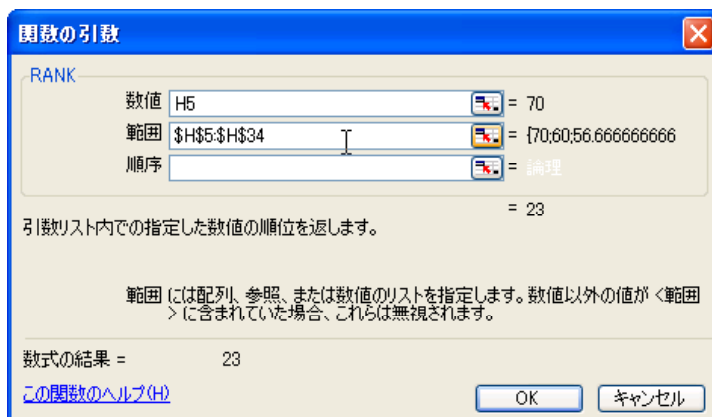 関数の引数
RANK
数値 H5 = 70
範囲 $H$5:$H$34 = {70;60;56.666666666
順序 = 論理
= 23
引数リスト内での指定した数値の順位を返します。
範囲 には配列、参照、または数値のリストを指定します。数値以外の値が <範囲
> に含まれていた場合、これらは無視されます。
数式の結果 = 23
この関数のヘルプ(H)
OK キャンセル